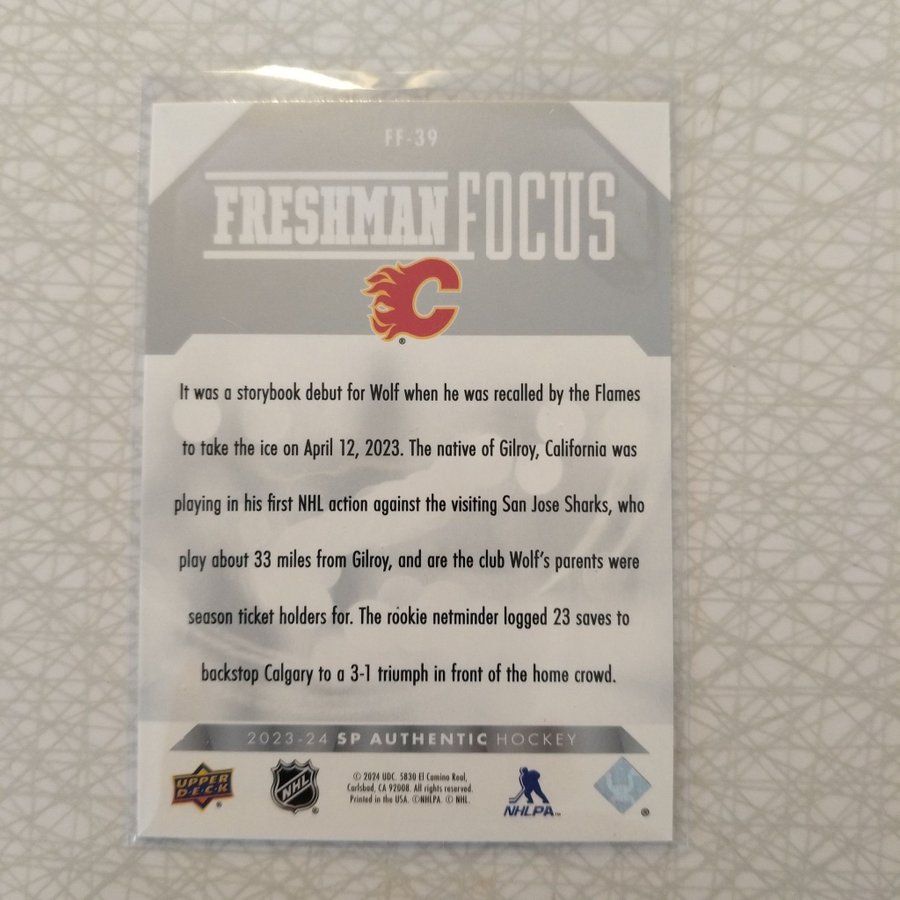 FF-39
FRESHMAN FOCUS
It was a storybook debut for Wolf when he was recalled by the Flames
to take the ice on April 12, 2023. The native of Gilroy, California was
playing in his first NHL action against the visiting San Jose Sharks, who
play about 33 miles from Gilroy, and are the club Wolf's parents were
season ticket holders for. The rookie netminder logged 23 saves to
backstop Calgary to a 3-1 triumph in front of the home crowd.
2023-24 SP AUTHENTIC HOCKEY
UPPER
DECK
®
NHL
® 
© 2024 UDC. 5830 El Camino Real,
Carlsbad, CA 92008. All rights reserved.
Printed in the USA. ©NHLPA. © NHL.
NHLPA™
®